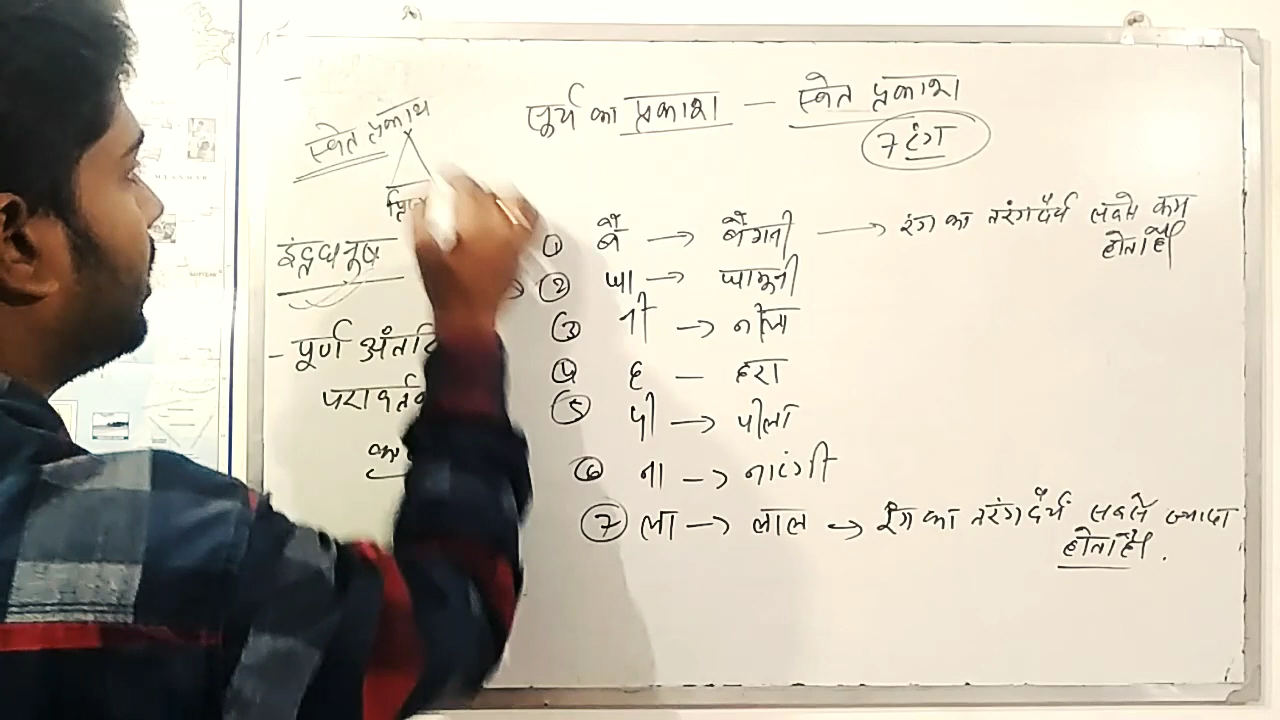 सूर्य का प्रकाश — स्वेत प्रकाश
7 रंग
स्वेत प्रकाश
इंद्रधनुष
- पूर्ण
परावर्तन
① बै → बैंगनी → रंग का तरंगदैर्य सबसे कम
होता है।
② जा → जामूनी
③ नी → नीला
④ ह — हरा
⑤ पी → पीला
⑥ ना → नारंगी
⑦ ला → लाल → रंग का तरंगदैर्य सबसे ज्यादा
होता है।